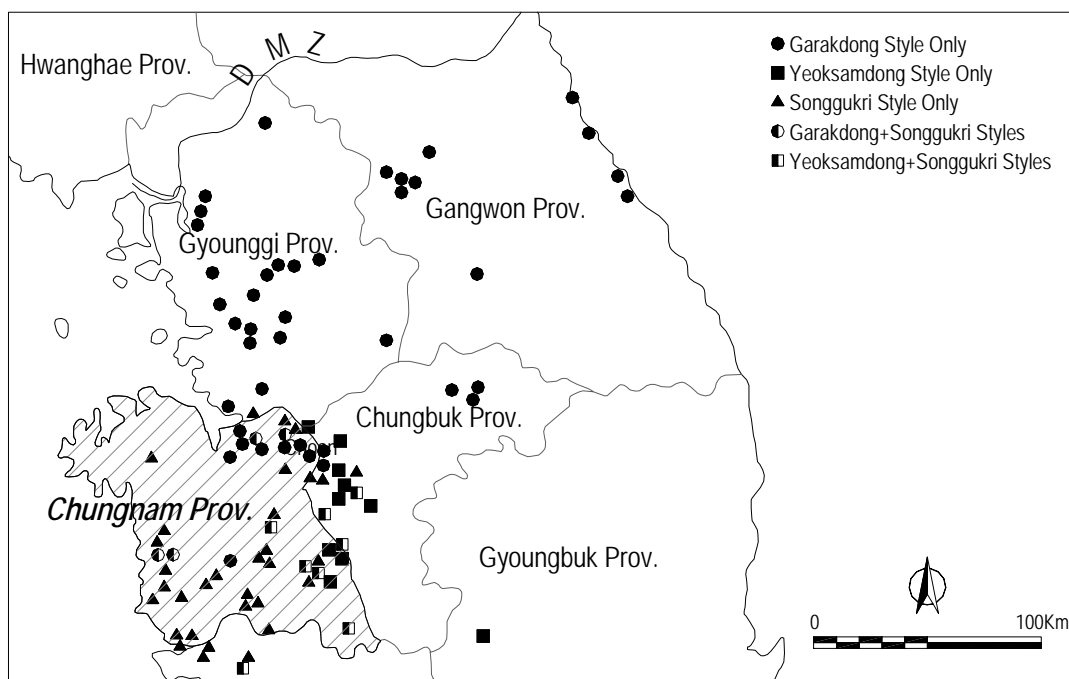 D M Z
Hwanghae Prov.
Garakdong Style Only
Yeoksamdong Style Only
Songgukri Style Only
Garakdong+Songgukri Styles
Yeoksamdong+Songgukri Styles
Gangwon Prov.
Gyounggi Prov.
Chungbuk Prov.
Chungnam Prov.
Gyoungbuk Prov.
0 100Km